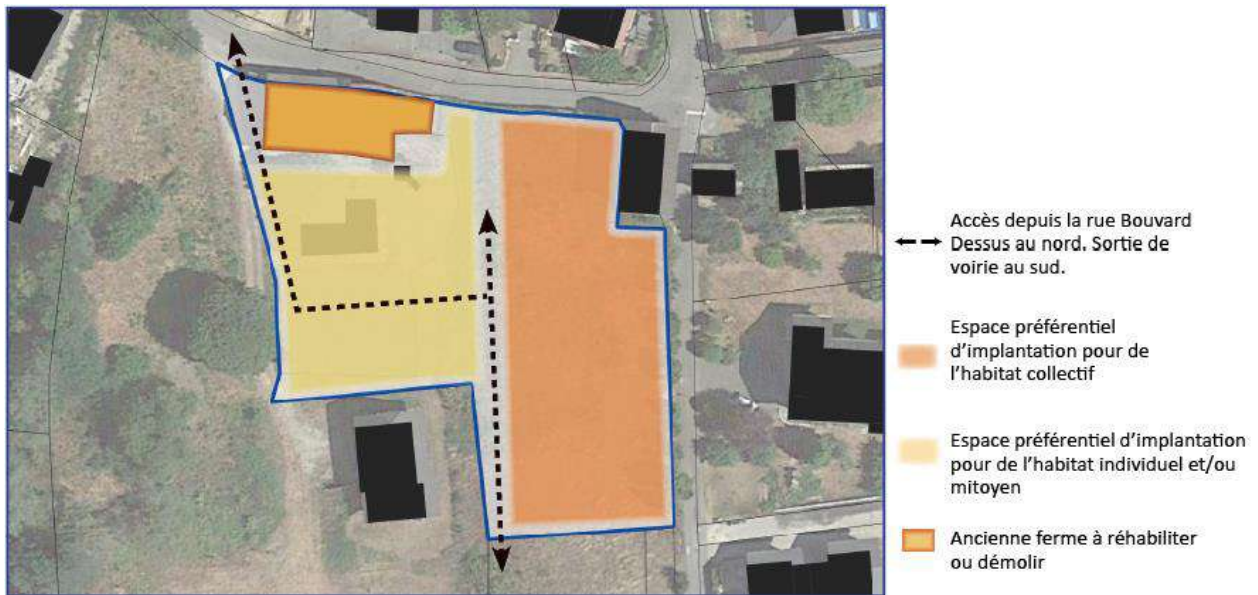 Accès depuis la rue Bouvard
Dessus au nord. Sortie de
voirie au sud.
Espace préférentiel
d'implantation pour de
l'habitat collectif
Espace préférentiel d'implantation
pour de l'habitat individuel et/ou
mitoyen
Ancienne ferme à réhabiliter
ou démolir